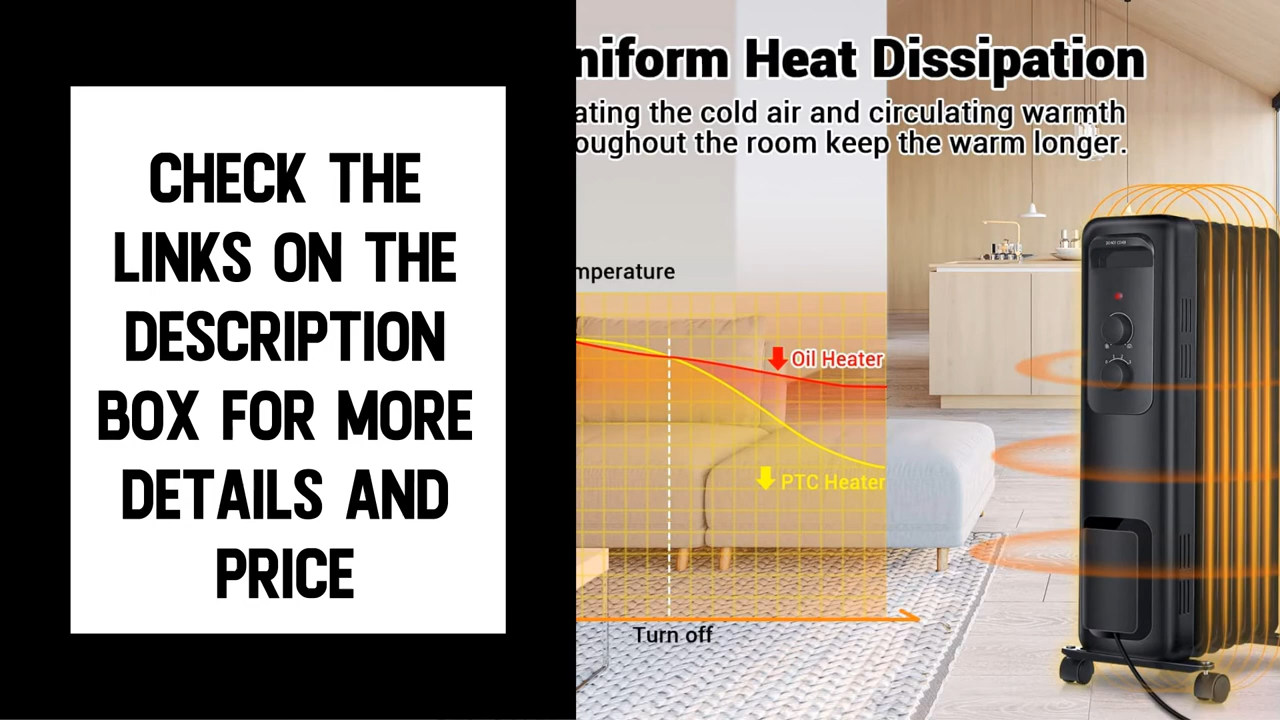 CHECK THE
LINKS ON THE
DESCRIPTION
BOX FOR MORE
DETAILS AND
PRICE
niform Heat Dissipation
ating the cold air and circulating warmth
oughout the room keep the warm longer.
mperature
Oil Heater
PTC Heater
Turn off